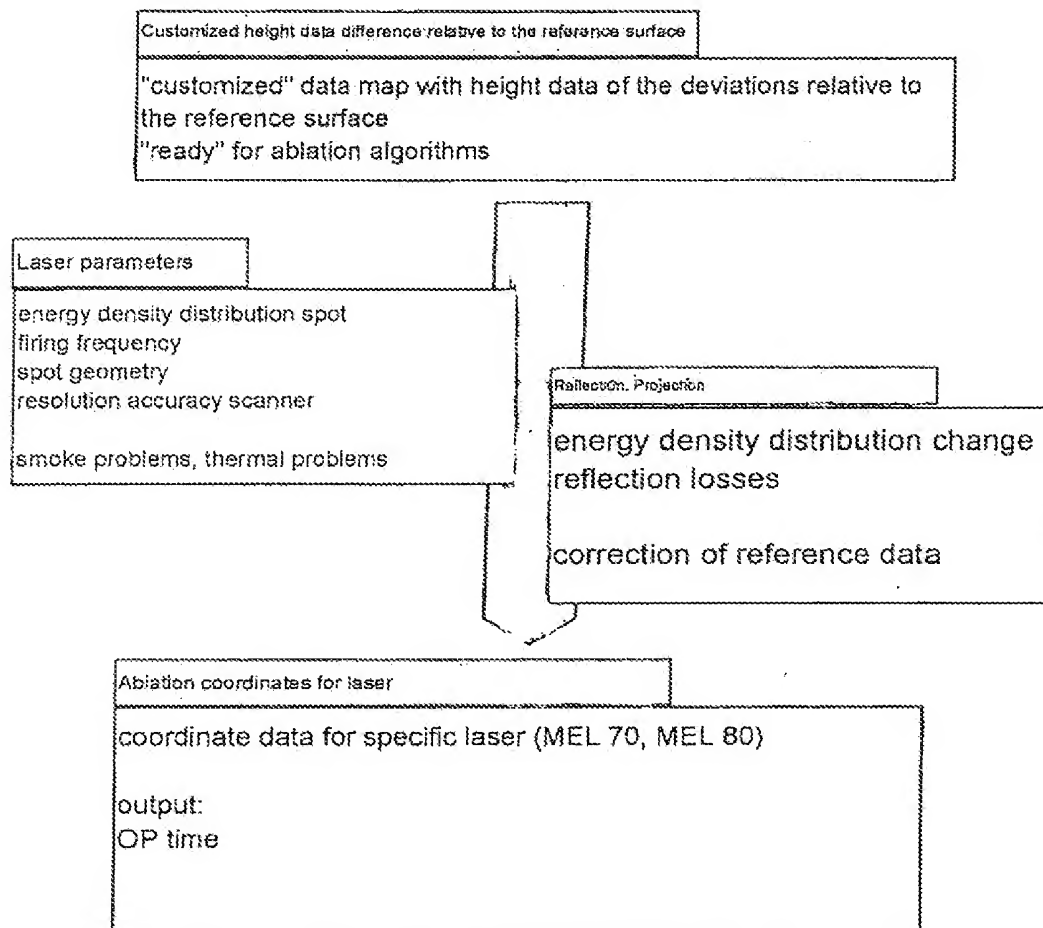 Customized height data difference relative to the reference surface
"customized" data map with height data of the deviations relative to
the reference surface
"ready" for ablation algorithms
Laser parameters
energy density distribution spot
firing frequency
spot geometry
resolution accuracy scanner
smoke problems, thermal problems
Reflection, Projection
energy density distribution change
reflection losses
correction of reference data
Ablation coordinates for laser
coordinate data for specific laser (MEL 70, MEL 80)
output:
OP time